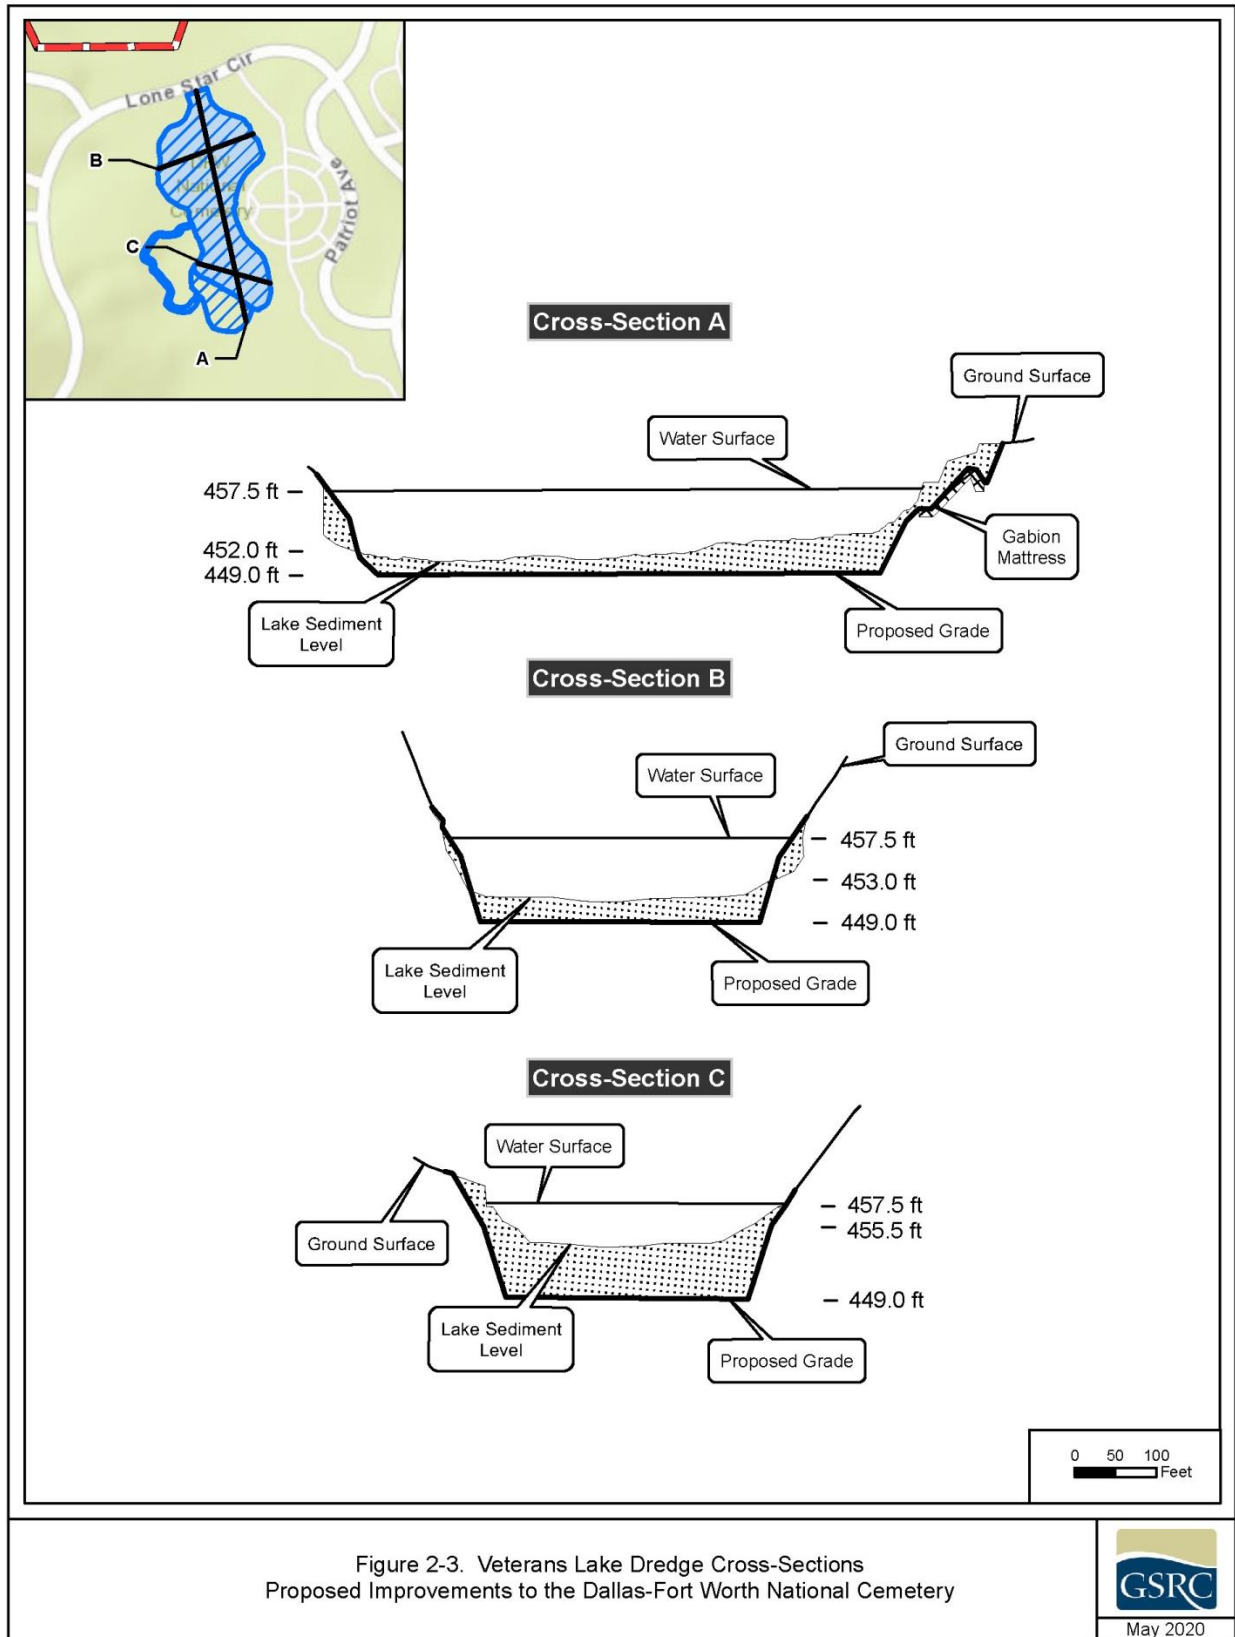 Lone Star Cir
B
DFW
National
Cemetery
Patriot Ave
C
A
Cross-Section A
Ground Surface
Water Surface
457.5 ft
Gabion
Mattress
452.0 ft
449.0 ft
Lake Sediment
Level
Proposed Grade
Cross-Section B
Ground Surface
Water Surface
457.5 ft
453.0 ft
449.0 ft
Lake Sediment
Level
Proposed Grade
Cross-Section C
Water Surface
457.5 ft
455.5 ft
Ground Surface
449.0 ft
Lake Sediment
Level
Proposed Grade
0 50 100
Feet
Figure 2-3. Veterans Lake Dredge Cross-Sections
Proposed Improvements to the Dallas-Fort Worth National Cemetery
GSRC
May 2020